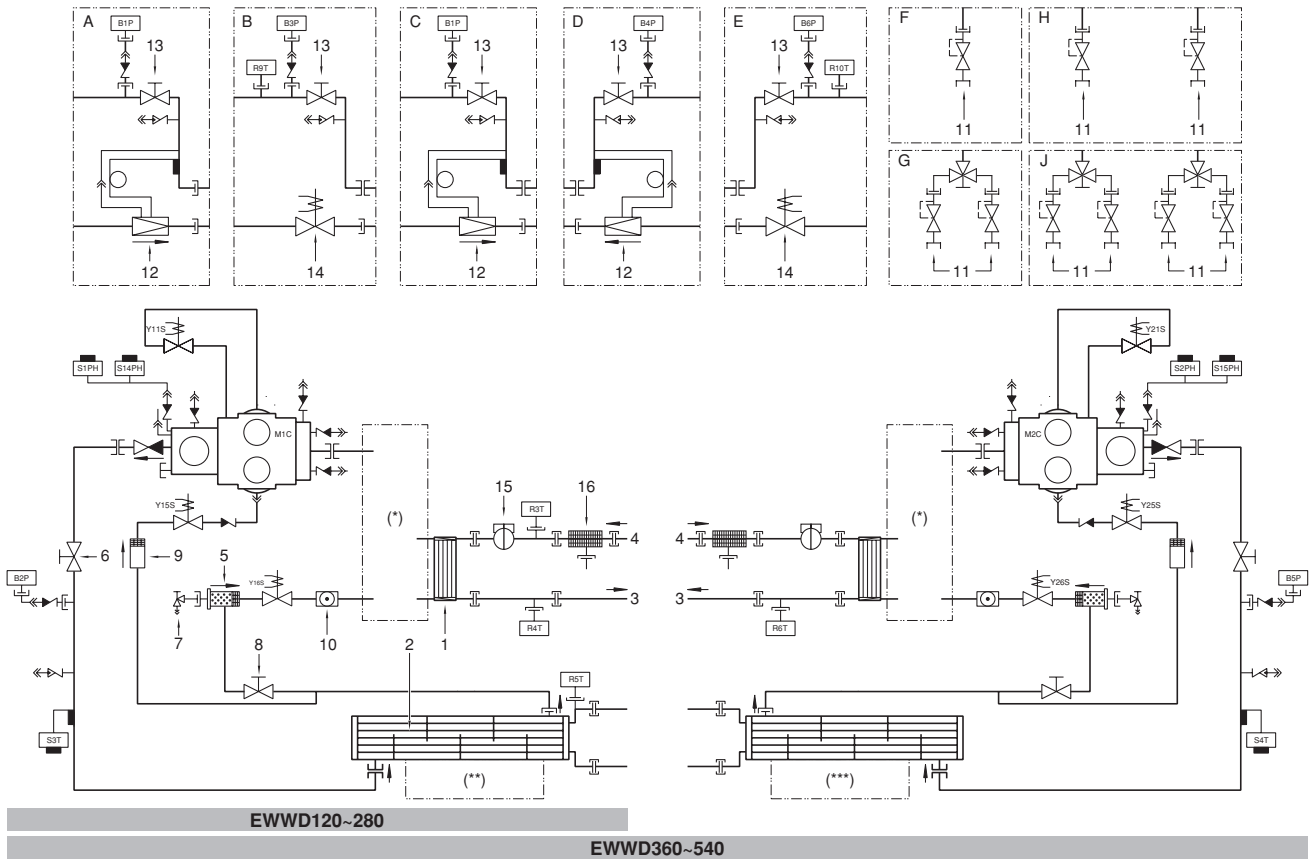 A
B1P
13
12
B
B3P
13
R9T
14
C
B1P
13
12
D
B4P
13
12
E
B6P
13
R10T
14
F
11
H
11
11
G
11
J
11
11
Y11S
S1PH
S14PH
M1C
Y15S
6
9
5
B2P
7
Y16S
8
10
S3T
(*)
15
R3T
16
4
3
R4T
1
2
R5T
(**)
Y21S
S2PH
S15PH
M2C
Y25S
(*)
4
3
R6T
Y26S
B5P
S4T
(***)
EWWD120~280
EWWD360~540